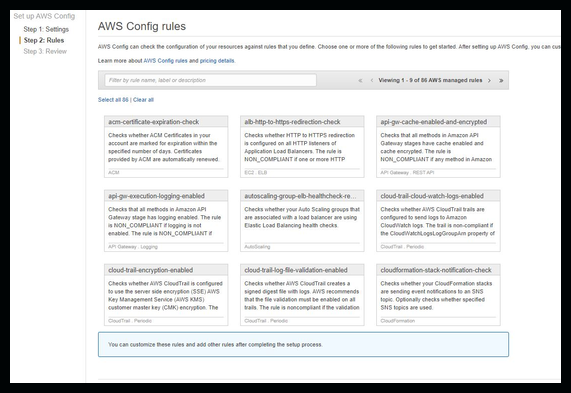 Set up AWS Config
Step 1: Settings
Step 2: Rules
Step 3: Review
AWS Config rules
AWS Config can check the configuration of your resources against rules that you define. Choose one or more of the following rules to get started. After setting up AWS Config, you can cus
Learn more about AWS Config rules and pricing details.
Filter by rule name, label or description
« ‹ Viewing 1 - 9 of 86 AWS managed rules › »
Select all 86 | Clear all
acm-certificate-expiration-check
Checks whether ACM Certificates in your
account are marked for expiration within the
specified number of days. Certificates
provided by ACM are automatically renewed.
ACM
alb-http-to-https-redirection-check
Checks whether HTTP to HTTPS redirection
is configured on all HTTP listeners of
Application Load Balancers. The rule is
NON_COMPLIANT if one or more HTTP
EC2 . ELB
api-gw-cache-enabled-and-encrypted
Checks that all methods in Amazon API
Gateway stages have cache enabled and
cache encrypted. The rule is
NON_COMPLIANT if any method in Amazon
API Gateway . REST API
api-gw-execution-logging-enabled
Checks that all methods in Amazon API
Gateway stage has logging enabled. The rule
is NON_COMPLIANT if logging is not
enabled. The rule is NON_COMPLIANT if
API Gateway . Logging
autoscaling-group-elb-healthcheck-re...
Checks whether your Auto Scaling groups that
are associated with a load balancer are using
Elastic Load Balancing health checks.
AutoScaling
cloud-trail-cloud-watch-logs-enabled
Checks whether AWS CloudTrail trails are
configured to send logs to Amazon
CloudWatch logs. The trail is non-compliant if
the CloudWatchLogsLogGroupArn property of
CloudTrail . Periodic
cloud-trail-encryption-enabled
Checks whether AWS CloudTrail is configured
to use the server side encryption (SSE) AWS
Key Management Service (AWS KMS)
customer master key (CMK) encryption. The
CloudTrail . Periodic
cloud-trail-log-file-validation-enabled
Checks whether AWS CloudTrail creates a
signed digest file with logs. AWS recommends
that the file validation must be enabled on all
trails. The rule is noncompliant if the validation
CloudTrail . Periodic
cloudformation-stack-notification-check
Checks whether your CloudFormation stacks
are sending event notifications to an SNS
topic. Optionally checks whether specified
SNS topics are used.
CloudFormation
You can customize these rules and add other rules after completing the setup process.